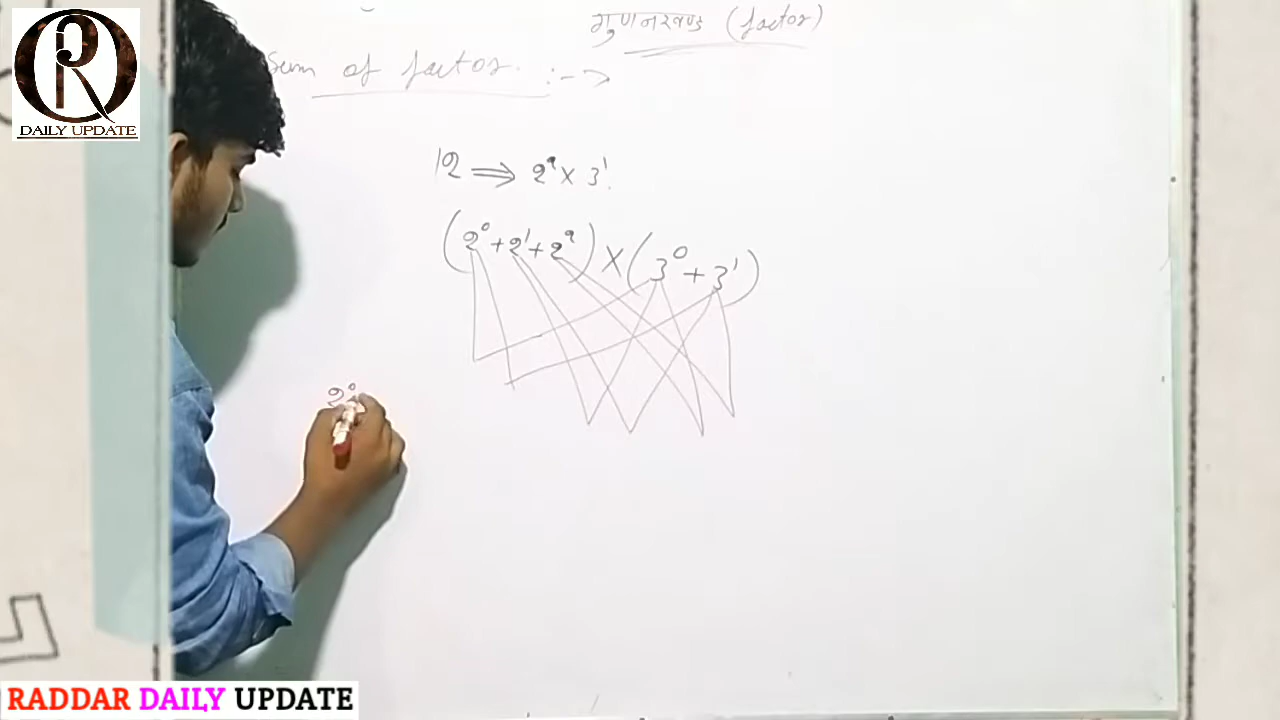 गुणनखण्ड (factor)
Sum of factor. :->
12 ⇒ 2² × 3¹.
(2⁰+2¹+2²) × (3⁰+3¹)
2⁰
R
DAILY UPDATE
RADDAR DAILY UPDATE